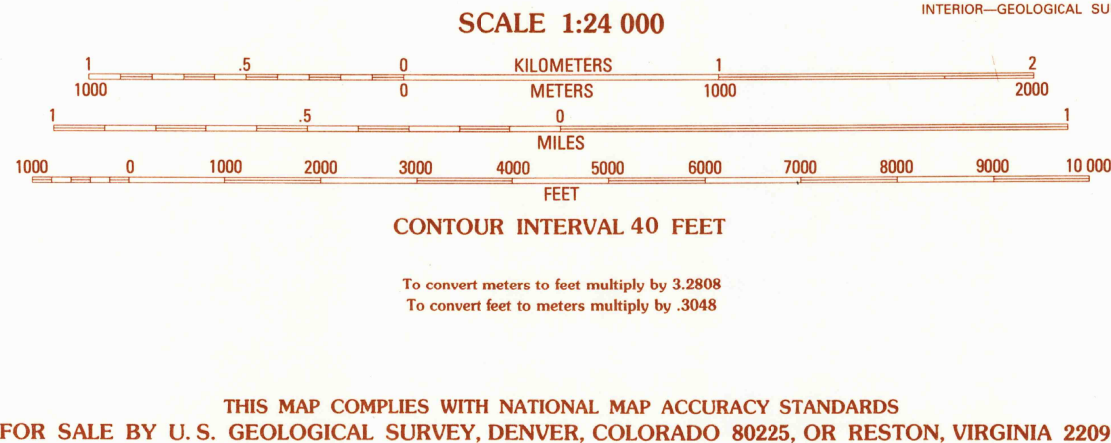 INTERIOR—GEOLOGICAL SU
SCALE 1:24 000
1 .5 0 KILOMETERS 1 2
1000 0 METERS 1000 2000
1 .5 0 1
MILES
1000 0 1000 2000 3000 4000 5000 6000 7000 8000 9000 10 000
FEET
CONTOUR INTERVAL 40 FEET
To convert meters to feet multiply by 3.2808
To convert feet to meters multiply by .3048
THIS MAP COMPLIES WITH NATIONAL MAP ACCURACY STANDARDS
FOR SALE BY U. S. GEOLOGICAL SURVEY, DENVER, COLORADO 80225, OR RESTON, VIRGINIA 2209